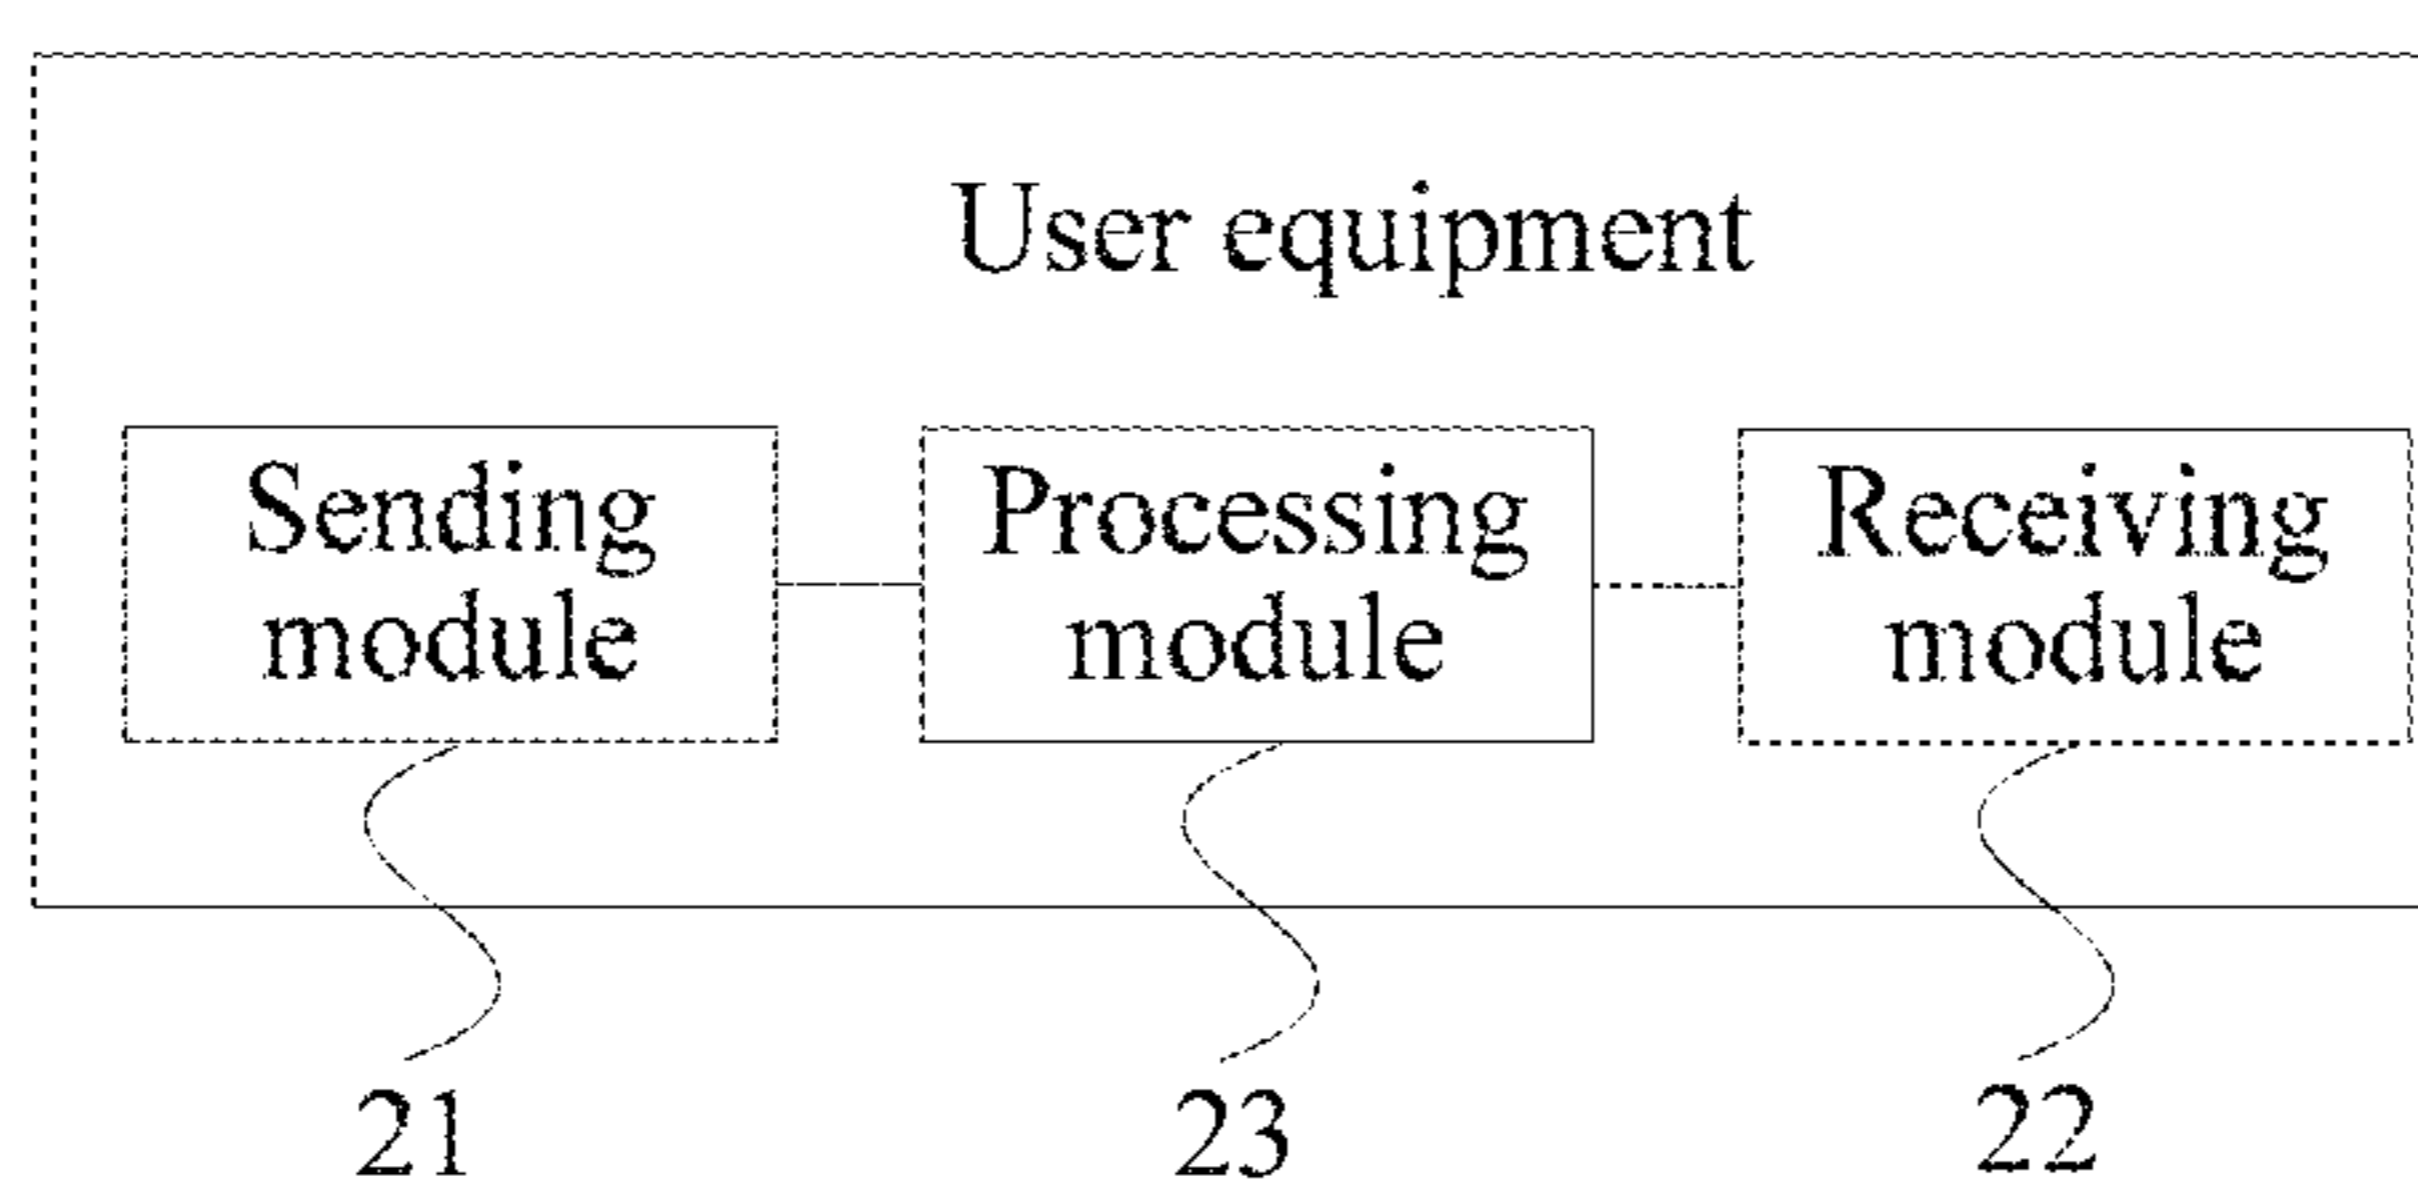 User equipment
Sending
module
Processing
module
Receiving
module
21
23
22